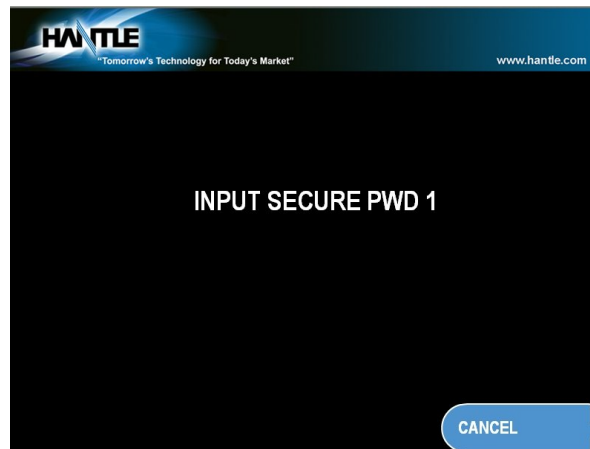 HANTLE
"Tomorrow's Technology for Today's Market"
www.hantle.com
INPUT SECURE PWD 1
CANCEL